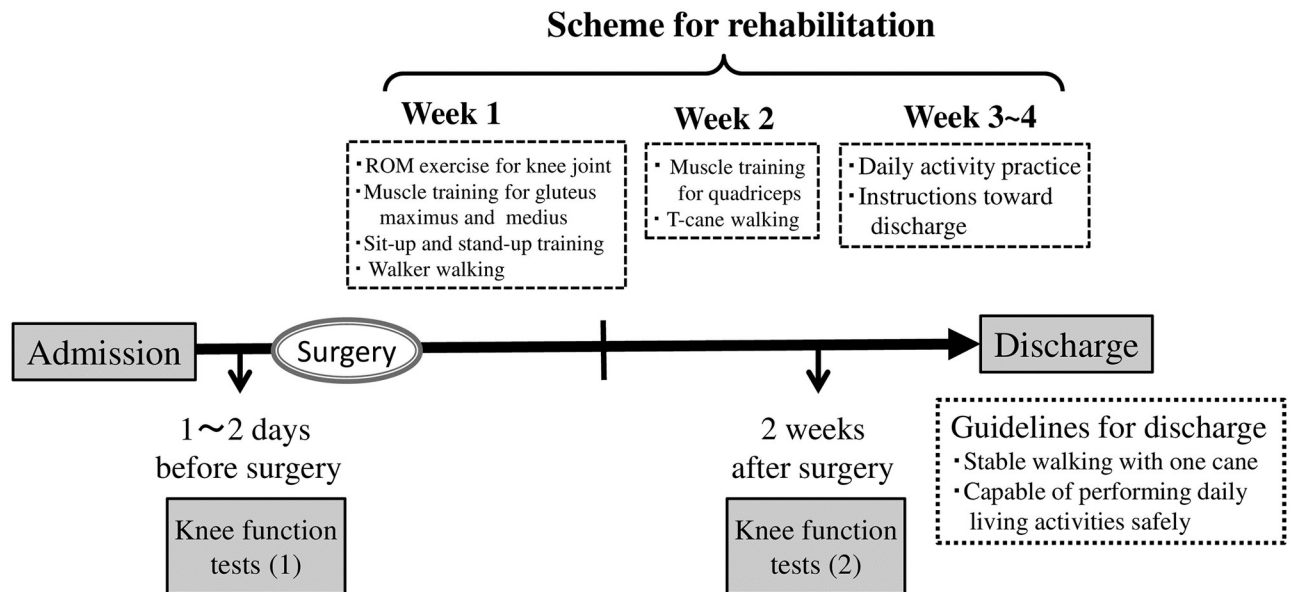 Scheme for rehabilitation
Week 1
・ROM exercise for knee joint
・Muscle training for gluteus
maximus and medius
・Sit-up and stand-up training
・Walker walking
Week 2
・Muscle training
for quadriceps
・T-cane walking
Week 3~4
・Daily activity practice
・Instructions toward
discharge
Admission
Surgery
Discharge
1～2 days
before surgery
Knee function
tests (1)
2 weeks
after surgery
Knee function
tests (2)
Guidelines for discharge
・Stable walking with one cane
・Capable of performing daily
living activities safely